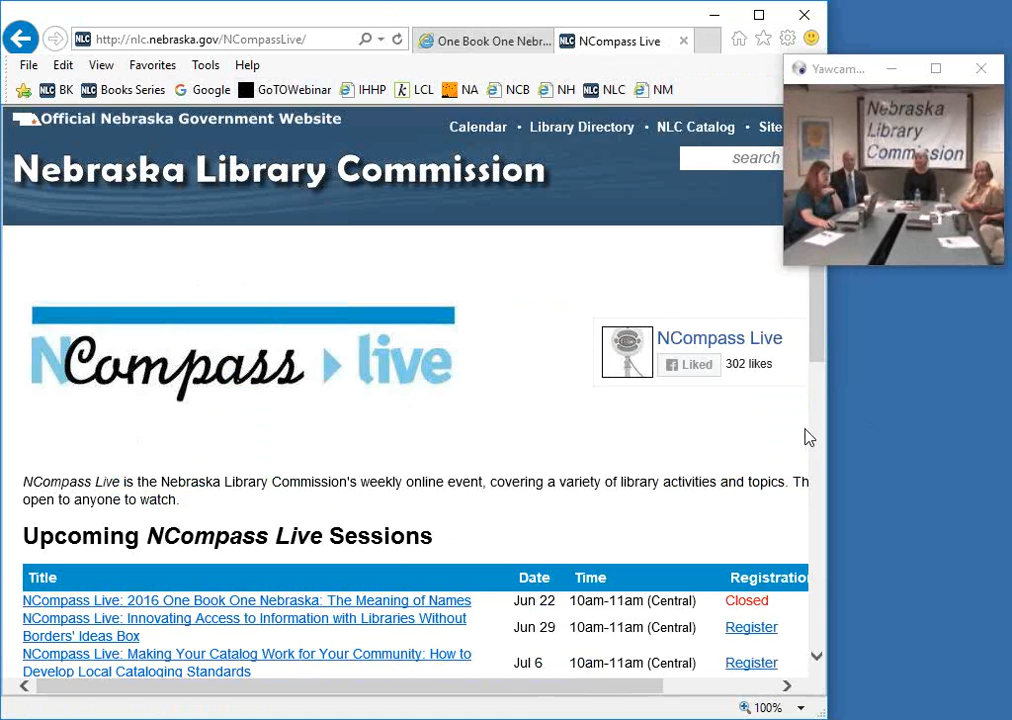 http://nlc.nebraska.gov/NCompassLive/
One Book One Nebr...
NCompass Live
File Edit View Favorites Tools Help
BK Books Series Google GoTOWebinar IHHP LCL NA NCB NH NLC NM
Yawcam...
Nebraska
Library
Commission
Official Nebraska Government Website
Calendar • Library Directory • NLC Catalog • Site
Nebraska Library Commission
search
NCompass live
NCompass Live
Liked 302 likes
NCompass Live is the Nebraska Library Commission's weekly online event, covering a variety of library activities and topics. Th
open to anyone to watch.
Upcoming NCompass Live Sessions
Title Date Time Registratio
NCompass Live: 2016 One Book One Nebraska: The Meaning of Names Jun 22 10am-11am (Central) Closed
NCompass Live: Innovating Access to Information with Libraries Without
Borders' Ideas Box Jun 29 10am-11am (Central) Register
NCompass Live: Making Your Catalog Work for Your Community: How to
Develop Local Cataloging Standards Jul 6 10am-11am (Central) Register
100%